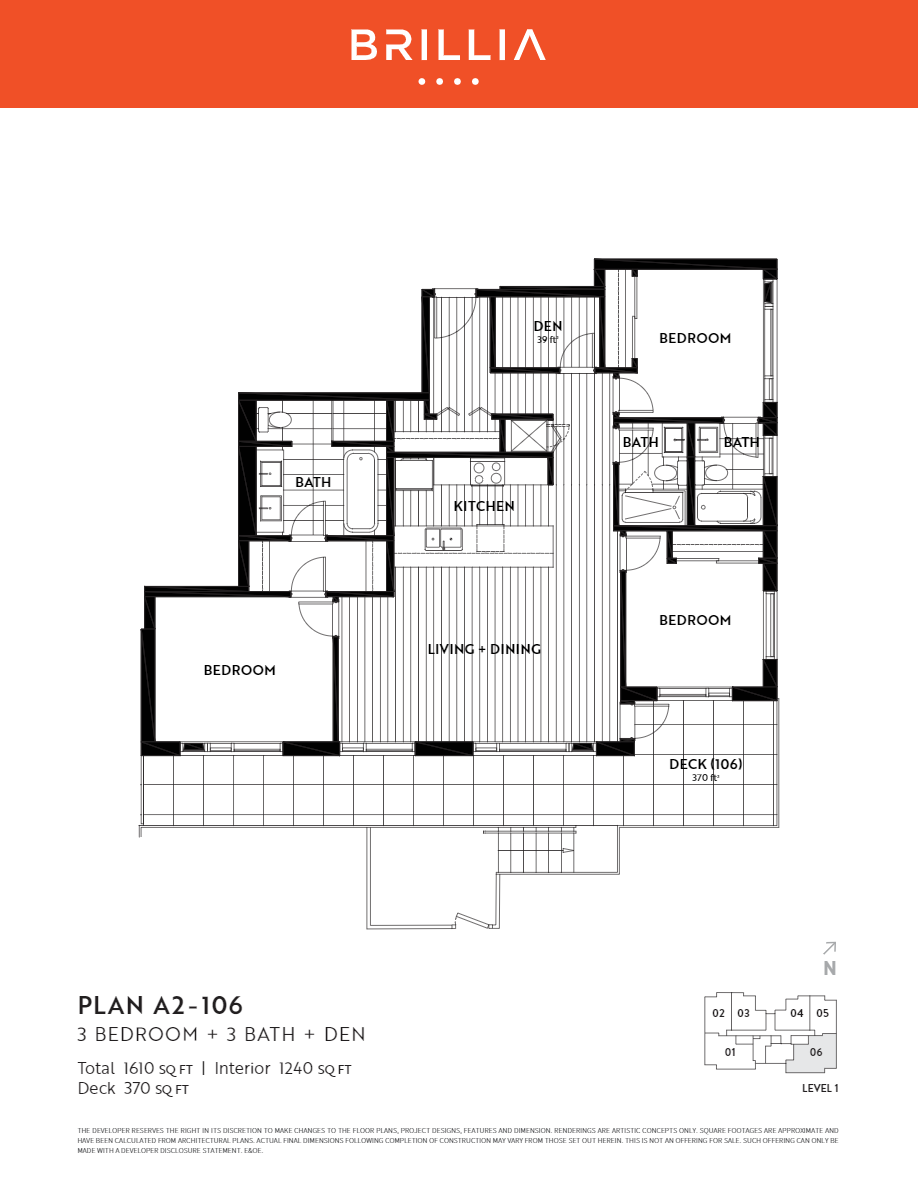 BRILLIA
DEN
39 ft²
BEDROOM
BATH
BATH
BATH
KITCHEN
BEDROOM
LIVING + DINING
BEDROOM
DECK (106)
370 ft²
N
PLAN A2-106
3 BEDROOM + 3 BATH + DEN
Total 1610 SQ FT | Interior 1240 SQ FT
Deck 370 SQ FT
02 03 04 05
01 06
LEVEL 1
THE DEVELOPER RESERVES THE RIGHT IN ITS DISCRETION TO MAKE CHANGES TO THE FLOOR PLANS, PROJECT DESIGNS, FEATURES AND DIMENSION. RENDERINGS ARE ARTISTIC CONCEPTS ONLY. SQUARE FOOTAGES ARE APPROXIMATE AND
HAVE BEEN CALCULATED FROM ARCHITECTURAL PLANS. ACTUAL FINAL DIMENSIONS FOLLOWING COMPLETION OF CONSTRUCTION MAY VARY FROM THOSE SET OUT HEREIN. THIS IS NOT AN OFFERING FOR SALE. SUCH OFFERING CAN ONLY BE
MADE WITH A DEVELOPER DISCLOSURE STATEMENT. E&OE.